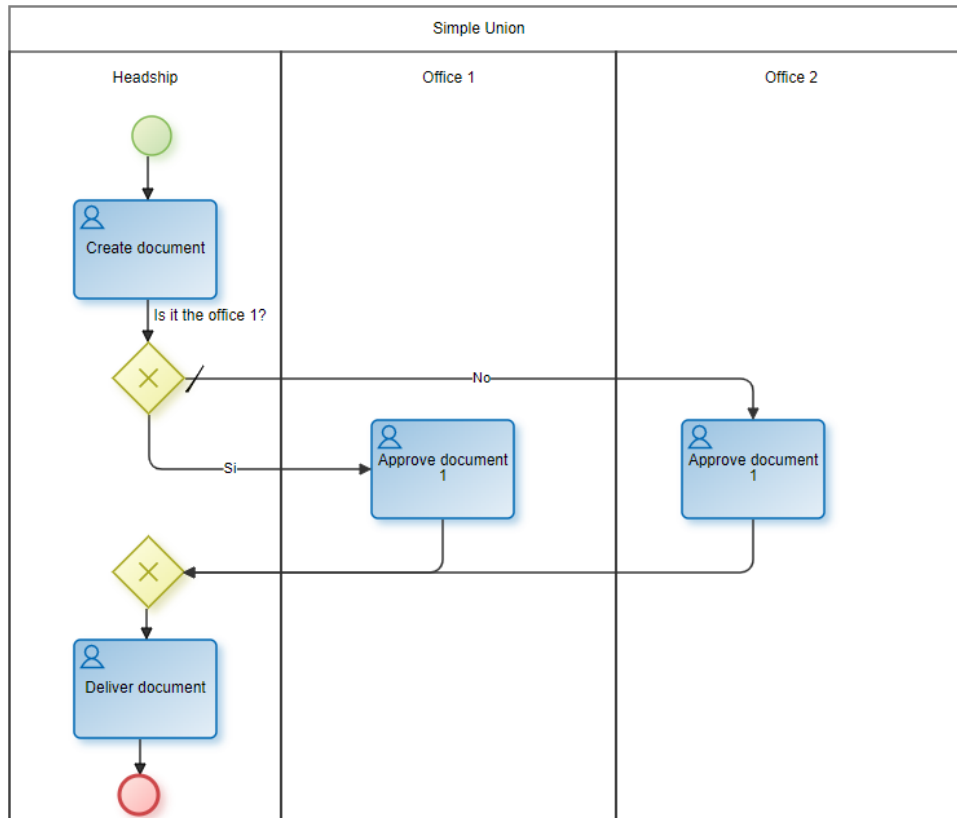 Simple Union
Headship
Office 1
Office 2
Create document
Is it the office 1?
No
Si
Approve document
1
Approve document
1
Deliver document